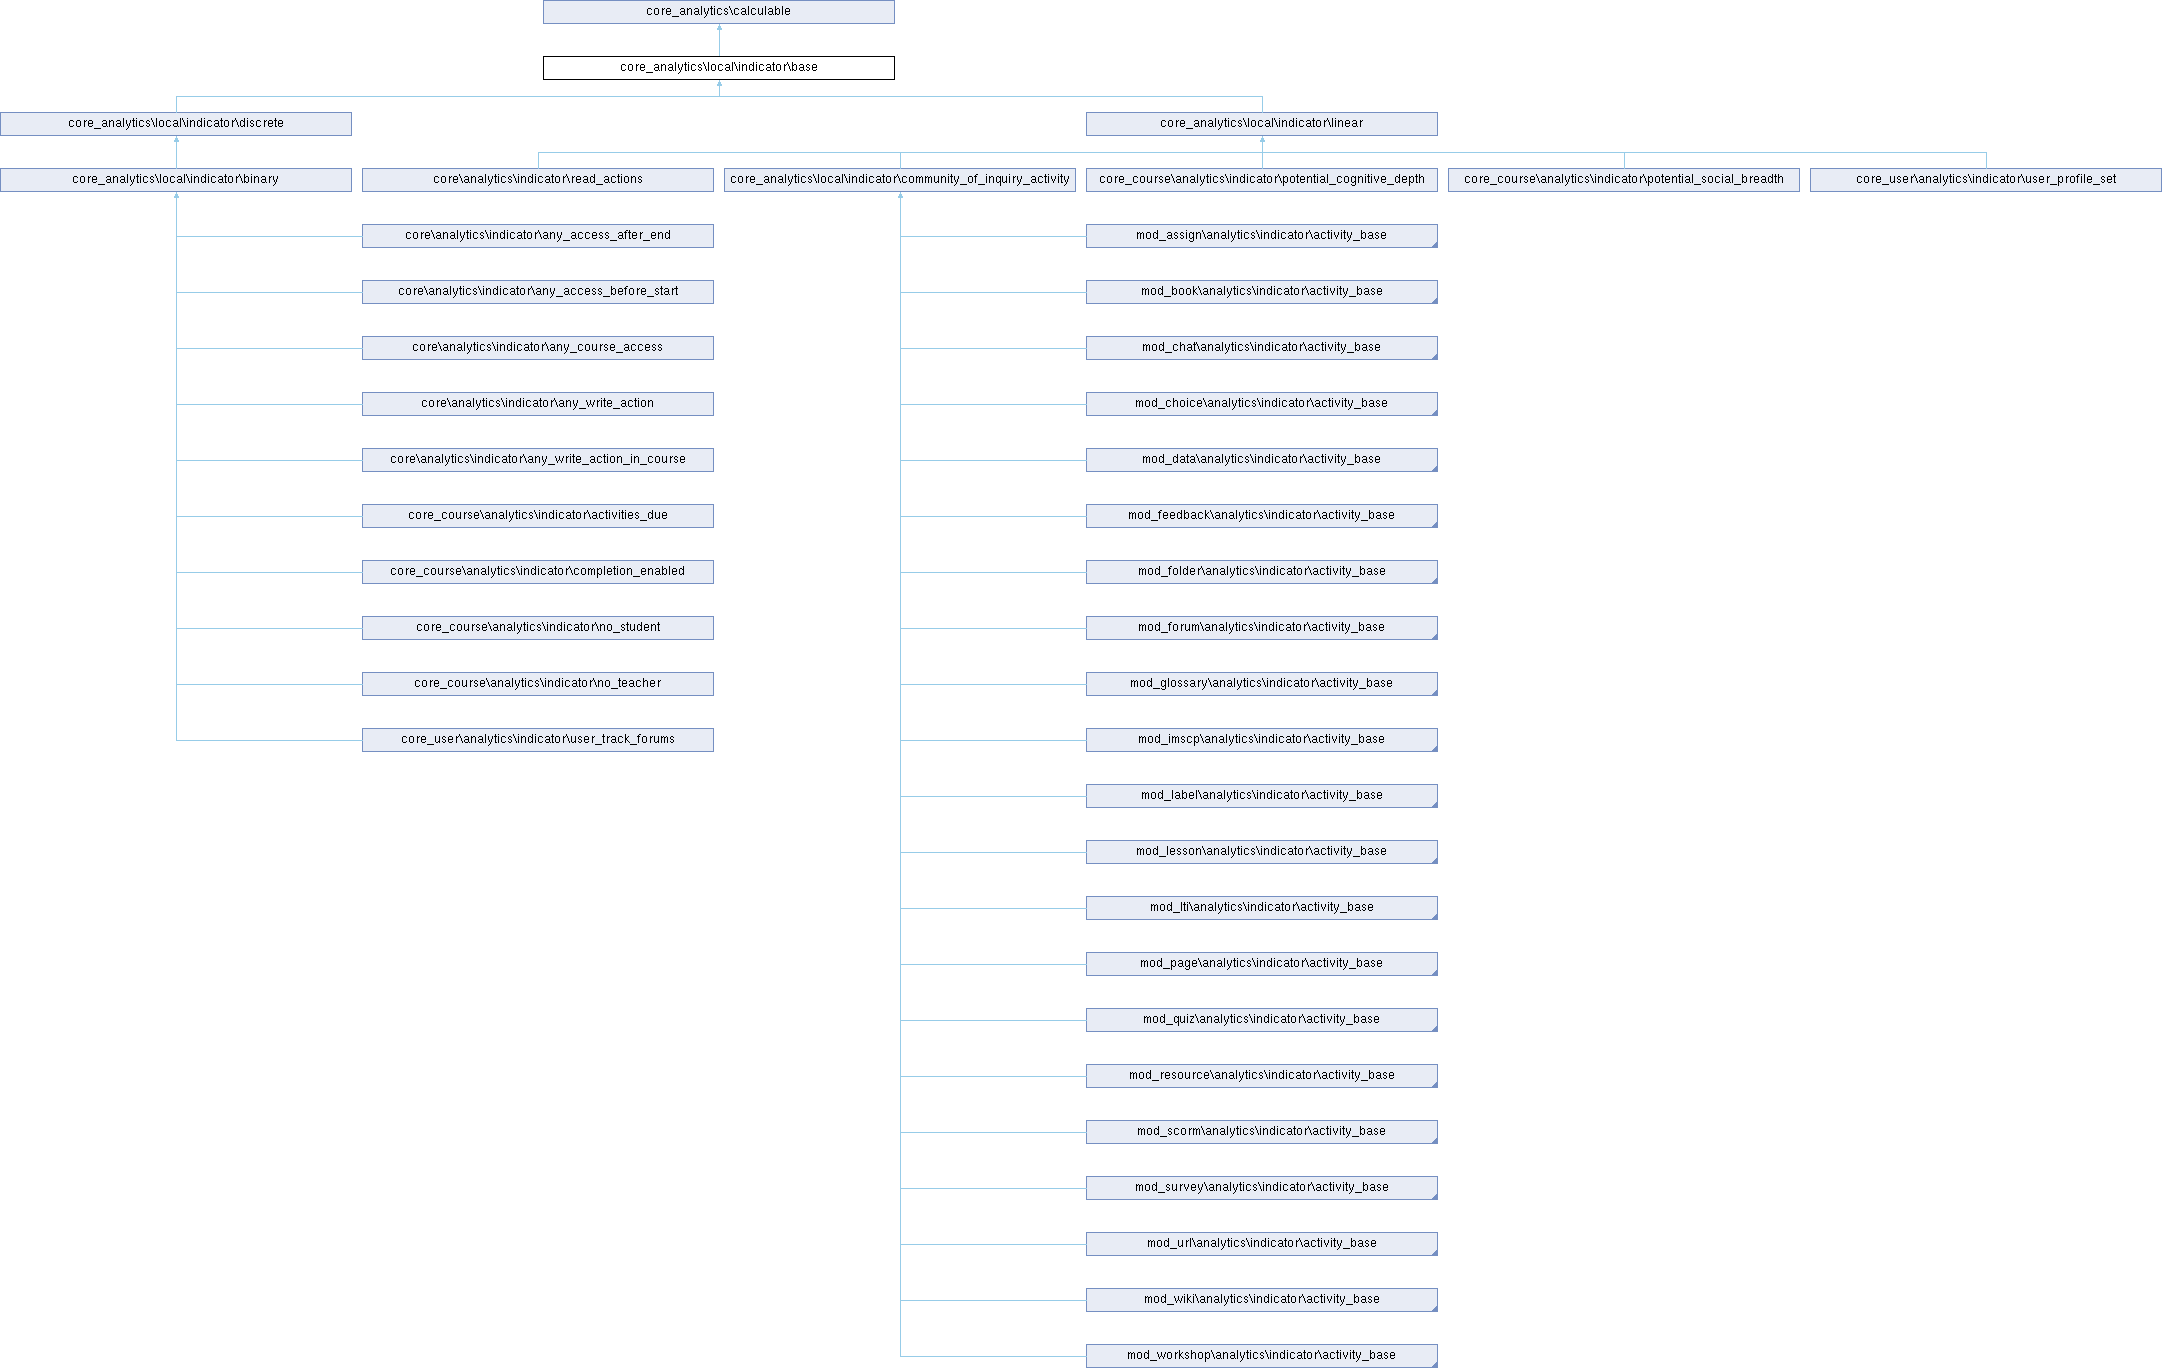 core_analytics\calculable
core_analytics\local\indicator\base
core_analytics\local\indicator\discrete
core_analytics\local\indicator\linear
core_analytics\local\indicator\binary
core\analytics\indicator\read_actions
core_analytics\local\indicator\community_of_inquiry_activity
core_course\analytics\indicator\potential_cognitive_depth
core_course\analytics\indicator\potential_social_breadth
core_user\analytics\indicator\user_profile_set
core\analytics\indicator\any_access_after_end
mod_assign\analytics\indicator\activity_base
core\analytics\indicator\any_access_before_start
mod_book\analytics\indicator\activity_base
core\analytics\indicator\any_course_access
mod_chat\analytics\indicator\activity_base
core\analytics\indicator\any_write_action
mod_choice\analytics\indicator\activity_base
core\analytics\indicator\any_write_action_in_course
mod_data\analytics\indicator\activity_base
core_course\analytics\indicator\activities_due
mod_feedback\analytics\indicator\activity_base
core_course\analytics\indicator\completion_enabled
mod_folder\analytics\indicator\activity_base
core_course\analytics\indicator\no_student
mod_forum\analytics\indicator\activity_base
core_course\analytics\indicator\no_teacher
mod_glossary\analytics\indicator\activity_base
core_user\analytics\indicator\user_track_forums
mod_imscp\analytics\indicator\activity_base
mod_label\analytics\indicator\activity_base
mod_lesson\analytics\indicator\activity_base
mod_lti\analytics\indicator\activity_base
mod_page\analytics\indicator\activity_base
mod_quiz\analytics\indicator\activity_base
mod_resource\analytics\indicator\activity_base
mod_scorm\analytics\indicator\activity_base
mod_survey\analytics\indicator\activity_base
mod_url\analytics\indicator\activity_base
mod_wiki\analytics\indicator\activity_base
mod_workshop\analytics\indicator\activity_base